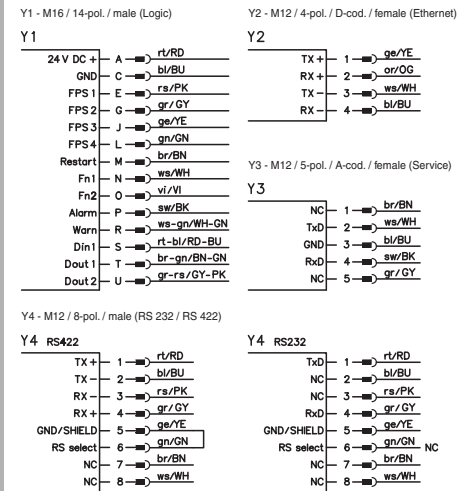 Y1 - M16 / 14-pol. / male (Logic)
Y1
24 V DC + A rt/RD
GND C bl/BU
FPS 1 E rs/PK
FPS 2 G gr/GY
FPS 3 J ge/YE
FPS 4 L gn/GN
Restart M br/BN
Fn1 N ws/WH
Fn2 O vi/VI
Alarm P sw/BK
Warn R ws-gn/WH-GN
Din1 S rt-bl/RD-BU
Dout 1 T br-gn/BN-GN
Dout 2 U gr-rs/GY-PK
Y2 - M12 / 4-pol. / D-cod. / female (Ethernet)
Y2
TX + 1 ge/YE
RX + 2 or/OG
TX - 3 ws/WH
RX - 4 bl/BU
Y3 - M12 / 5-pol. / A-cod. / female (Service)
Y3
NC 1 br/BN
TxD 2 ws/WH
GND 3 bl/BU
RxD 4 sw/BK
NC 5 gr/GY
Y4 - M12 / 8-pol. / male (RS 232 / RS 422)
Y4 RS422
TX + 1 rt/RD
TX - 2 bl/BU
RX - 3 rs/PK
RX + 4 gr/GY
GND/SHIELD 5 ge/YE
RS select 6 gn/GN
NC 7 br/BN
NC 8 ws/WH
Y4 RS232
TxD 1 rt/RD
NC 2 bl/BU
NC 3 rs/PK
RxD 4 gr/GY
GND/SHIELD 5 ge/YE
RS select 6 gn/GN NC
NC 7 br/BN
NC 8 ws/WH